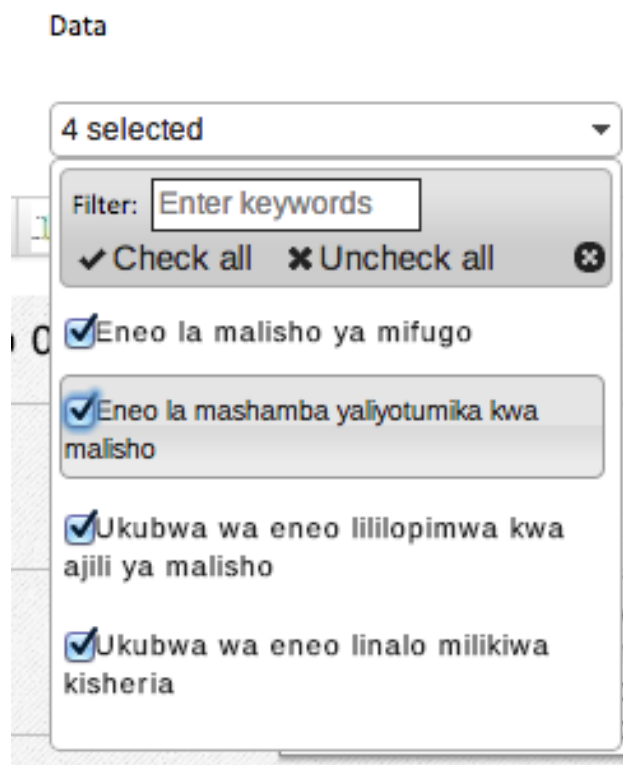 Data
4 selected
Filter: Enter keywords
Check all Uncheck all
Eneo la malisho ya mifugo
Eneo la mashamba yaliyotumika kwa
malisho
Ukubwa wa eneo lililopimwa kwa
ajili ya malisho
Ukubwa wa eneo linalo milikiwa
kisheria